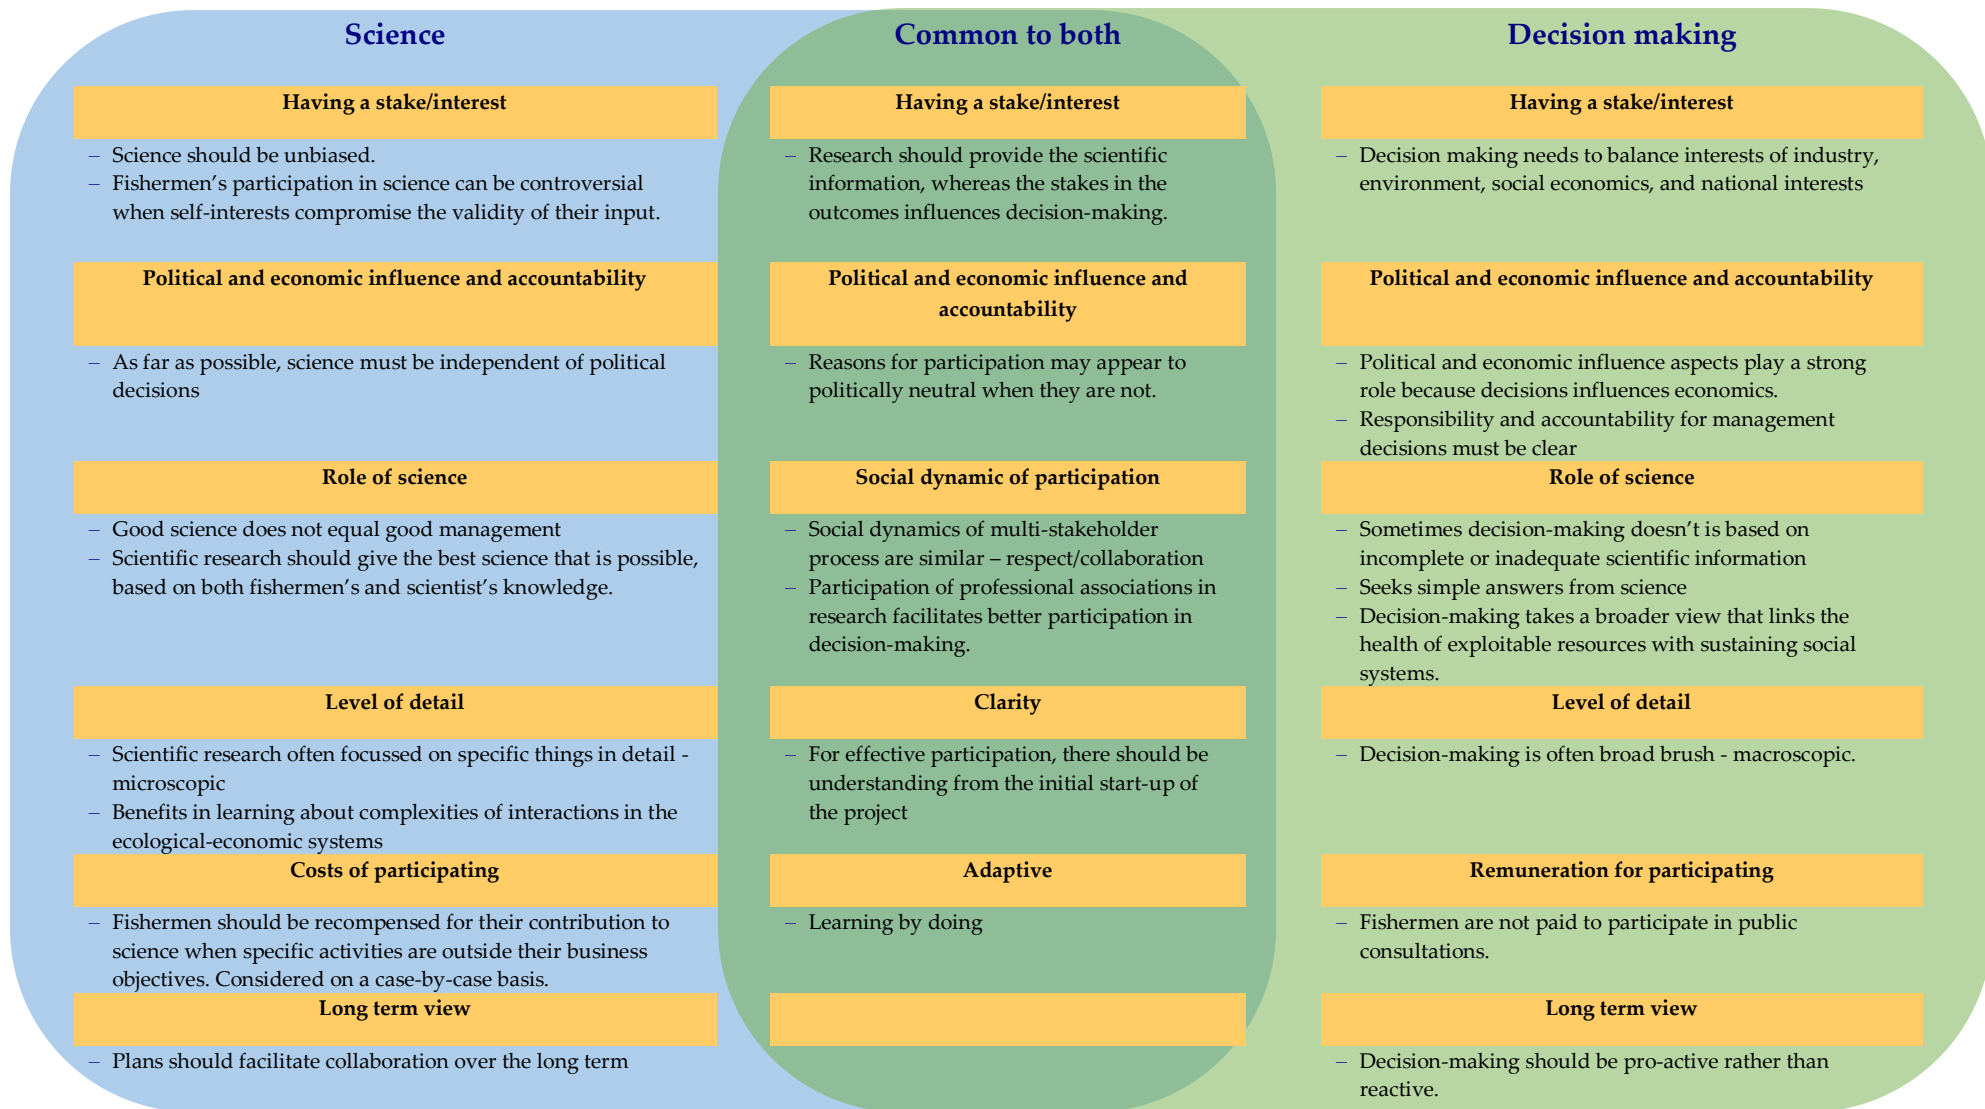 Science
Having a stake/interest
– Science should be unbiased.
– Fishermen’s participation in science can be controversial
when self-interests compromise the validity of their input.
Political and economic influence and accountability
– As far as possible, science must be independent of political
decisions
Role of science
– Good science does not equal good management
– Scientific research should give the best science that is possible,
based on both fishermen’s and scientist’s knowledge.
Level of detail
– Scientific research often focussed on specific things in detail -
microscopic
– Benefits in learning about complexities of interactions in the
ecological-economic systems
Costs of participating
– Fishermen should be recompensed for their contribution to
science when specific activities are outside their business
objectives. Considered on a case-by-case basis.
Long term view
– Plans should facilitate collaboration over the long term
Common to both
Having a stake/interest
– Research should provide the scientific
information, whereas the stakes in the
outcomes influences decision-making.
Political and economic influence and
accountability
– Reasons for participation may appear to
politically neutral when they are not.
Social dynamic of participation
– Social dynamics of multi-stakeholder
process are similar – respect/collaboration
– Participation of professional associations in
research facilitates better participation in
decision-making.
Clarity
– For effective participation, there should be
understanding from the initial start-up of
the project
Adaptive
– Learning by doing
Decision making
Having a stake/interest
– Decision making needs to balance interests of industry,
environment, social economics, and national interests
Political and economic influence and accountability
– Political and economic influence aspects play a strong
role because decisions influences economics.
– Responsibility and accountability for management
decisions must be clear
Role of science
– Sometimes decision-making doesn’t is based on
incomplete or inadequate scientific information
– Seeks simple answers from science
– Decision-making takes a broader view that links the
health of exploitable resources with sustaining social
systems.
Level of detail
– Decision-making is often broad brush - macroscopic.
Remuneration for participating
– Fishermen are not paid to participate in public
consultations.
Long term view
– Decision-making should be pro-active rather than
reactive.